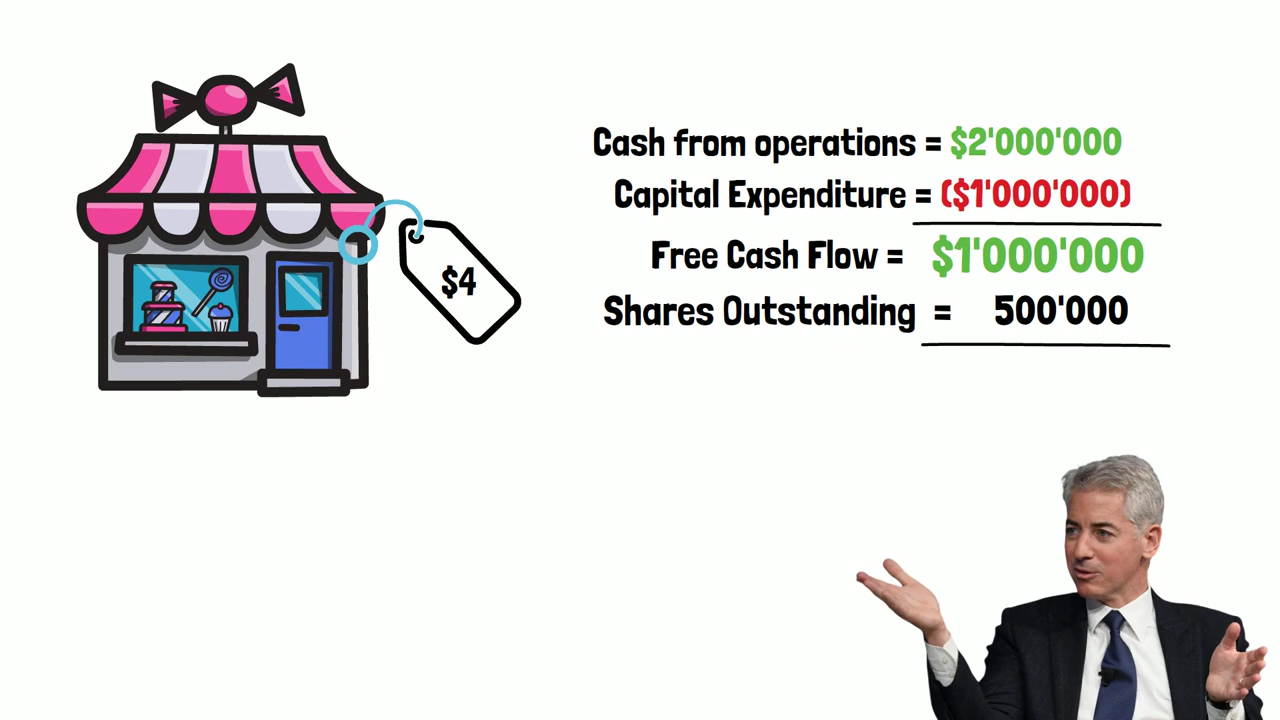 Cash from operations = $2'000'000
Capital Expenditure = ($1'000'000)
$4
Free Cash Flow = $1'000'000
Shares Outstanding = 500'000